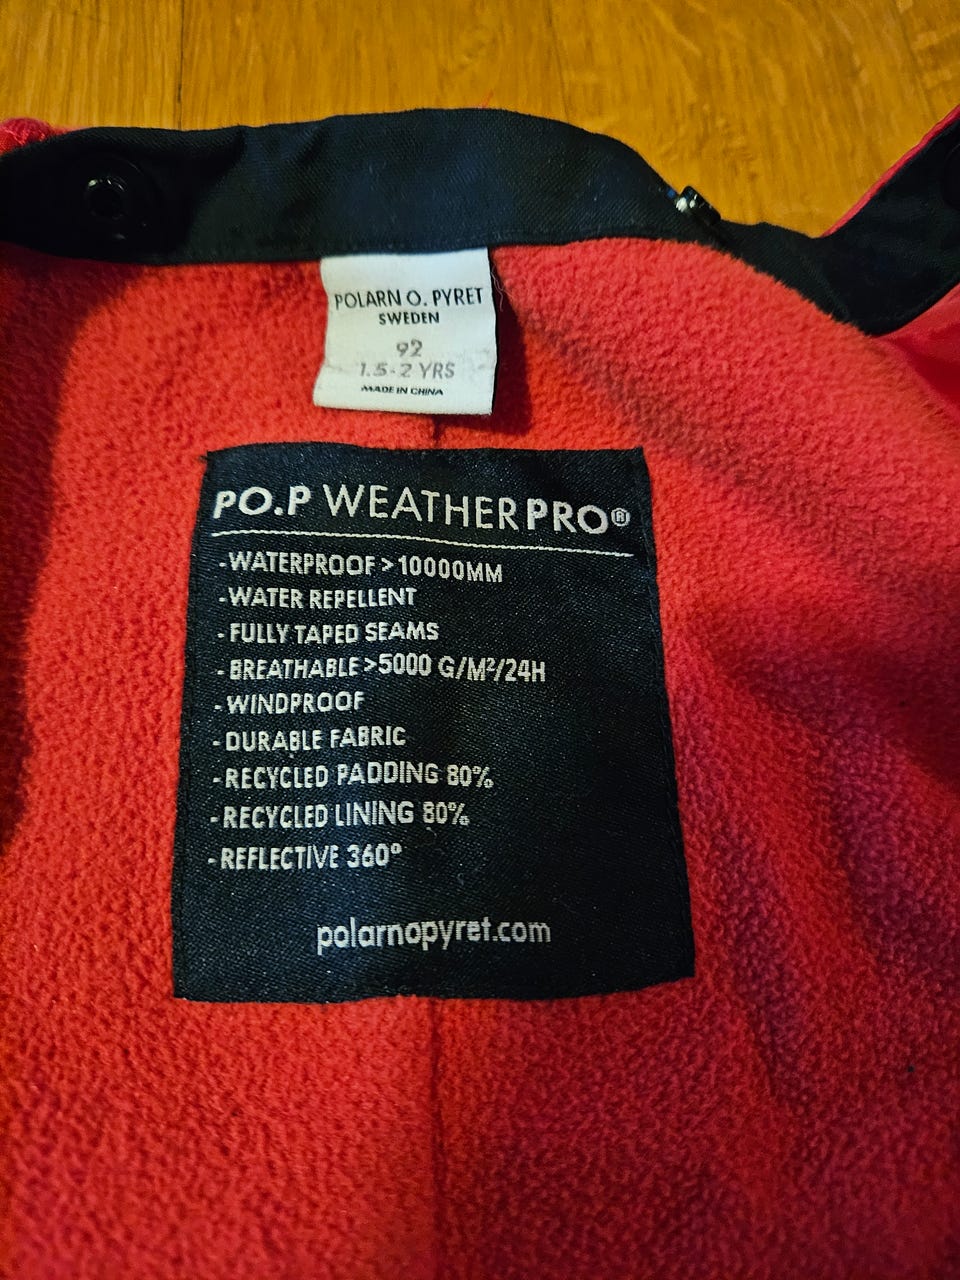 POLARN O. PYRET
SWEDEN
92
1.5-2 YRS
MADE IN CHINA
PO.P WEATHERPRO®
-WATERPROOF >10000MM
-WATER REPELLENT
-FULLY TAPED SEAMS
-BREATHABLE >5000 G/M²/24H
-WINDPROOF
-DURABLE FABRIC
-RECYCLED PADDING 80%
-RECYCLED LINING 80%
-REFLECTIVE 360°
polarnopyret.com